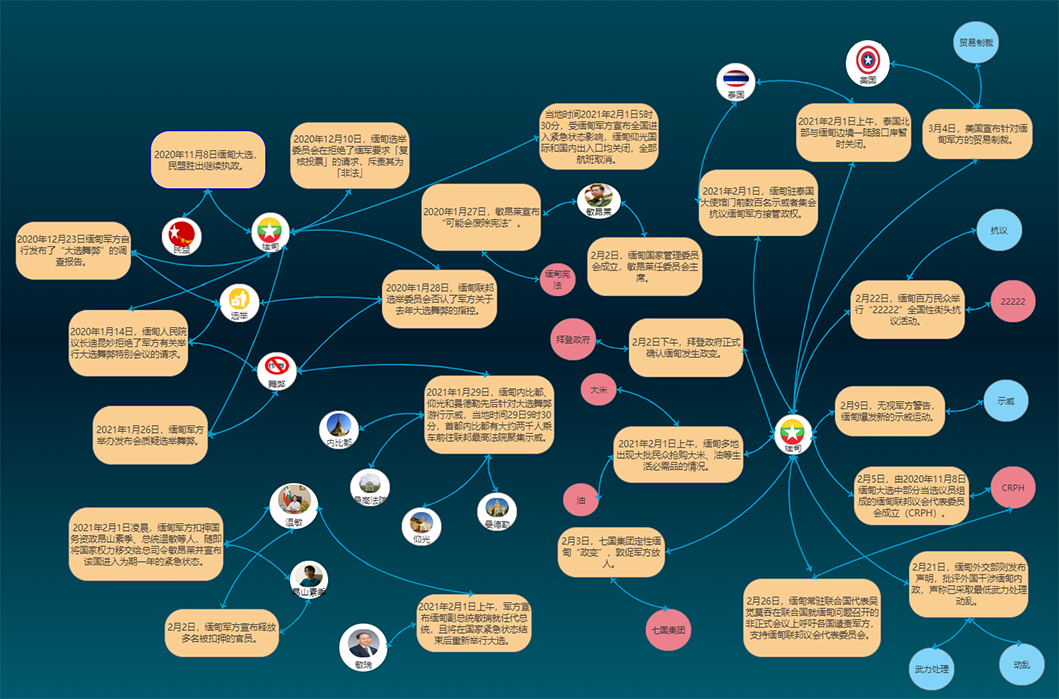 贸易制裁
美国
泰国
2020年11月8日缅甸大选,
民盟胜出继续执政。
2020年12月10日，缅甸选举
委员会在拒绝了缅军要求「复
核投票」的请求，斥责其为
「非法」
当地时间2021年2月1日5时
30分，受缅甸军方宣布全国进
入紧急状态影响，缅甸仰光国
际和国内出入口均关闭，全部
航班取消。
2021年2月1日上午，泰国北
部与缅甸边境一陆路口岸暂
时关闭。
3月4日，美国宣布针对缅
甸军方的贸易制裁。
2021年2月1日，缅甸驻泰国
大使馆门前数百名示威者集会
抗议缅甸军方接管政权。
2020年1月27日，敏昂莱宣布
“可能会废除宪法”。
敏昂莱
民盟
缅甸
2020年12月23日缅甸军方自
行发布了“大选舞弊”的调
查报告。
2月2日，缅甸国家管理委员
会成立，敏昂莱任委员会主
席。
缅甸宪
法
抗议
选举
2020年1月28日，缅甸联邦
选举委员会否认了军方关于
去年大选舞弊的指控。
2月22日，缅甸百万民众举
行“22222”全国性街头抗
议活动。
22222
2020年1月14日，缅甸人民院
议长迪昆妙拒绝了军方有关举
行大选舞弊特别会议的请求。
拜登政府
2月2日下午，拜登政府正式
确认缅甸发生政变。
舞弊
大米
2021年1月29日，缅甸内比都、
仰光和曼德勒先后针对大选舞弊
游行示威，当地时间29日9时30
分，首都内比都有大约两千人乘
车前往联邦最高法院聚集示威。
2月9日，无视军方警告，
缅甸爆发新的示威运动。
示威
2021年1月26日，缅甸军方
举办发布会质疑选举舞弊。
内比都
缅甸
2021年2月1日上午，缅甸多地
出现大批民众抢购大米、油等生
活必需品的情况。
最高法院
油
2月5日，由2020年11月8日
缅甸大选中部分当选议员组
成的缅甸联邦议会代表委员
会成立（CRPH）。
CRPH
温敏
仰光
曼德勒
2021年2月1日凌晨，缅甸军方扣押国
务资政昂山素季、总统温敏等人，随即
将国家权力移交给总司令敏昂莱并宣布
该国进入为期一年的紧急状态。
2月3日，七国集团定性缅
甸“政变”，敦促军方放
人。
昂山素季
2月21日，缅甸外交部则发布
声明，批评外国干涉缅甸内
政，声称已采取最低武力处理
动乱。
2月2日，缅甸军方宣布释放
多名被扣押的官员。
2021年2月1日上午，军方宣
布缅甸副总统敏瑞就任代总
统，且将在国家紧急状态结
束后重新举行大选。
2月26日，缅甸常驻联合国代表吴
觉莫吞在联合国就缅甸问题召开的
非正式会议上呼吁各国谴责军方，
支持缅甸联邦议会代表委员会。
敏瑞
七国集团
武力处理
动乱